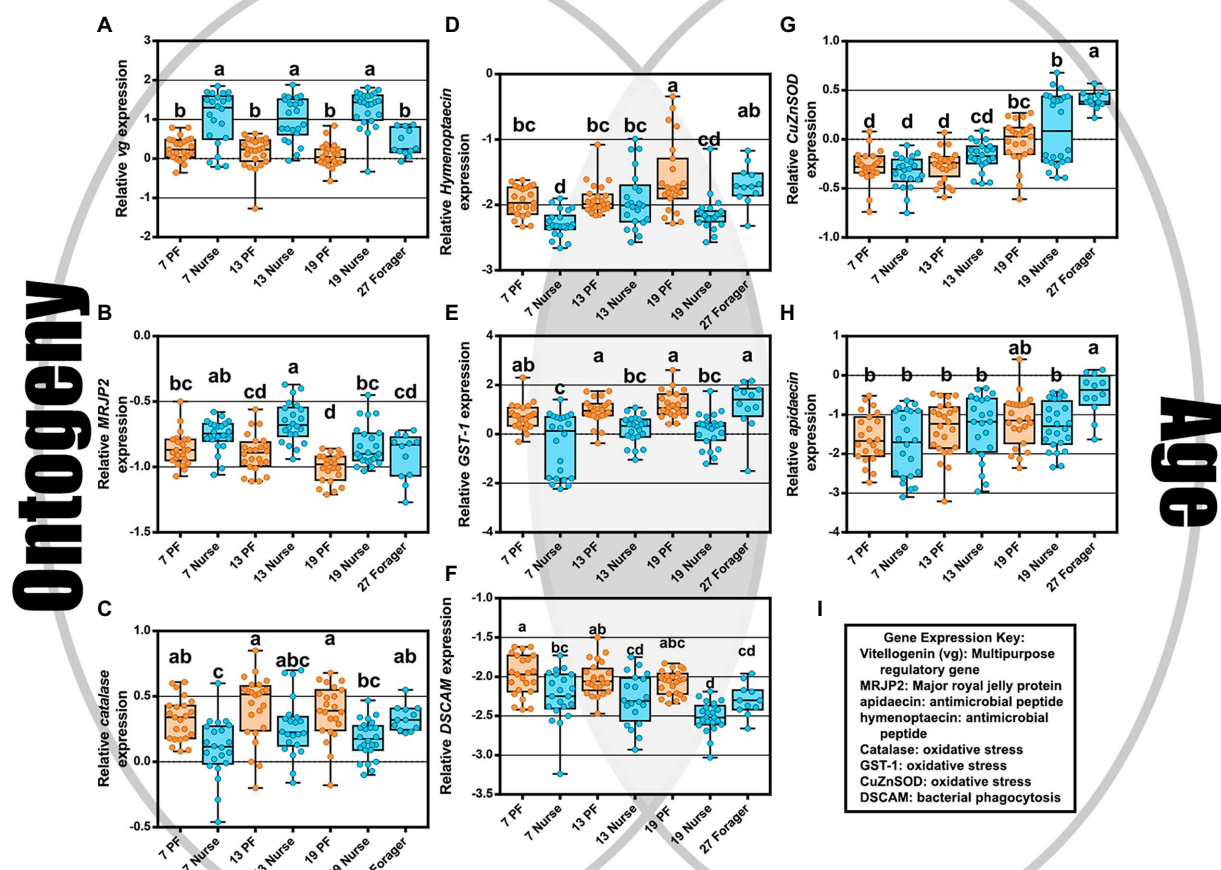 Ontogeny
Age
A
Relative vg expression
3
2
1
0
-1
-2
b
a
b
a
b
a
b
7 PF
7 Nurse
13 PF
13 Nurse
19 PF
19 Nurse
27 Forager
B
Relative MRJP2
expression
0.0
-0.5
-1.0
-1.5
bc
ab
cd
a
d
bc
cd
7 PF
7 Nurse
13 PF
13 Nurse
19 PF
19 Nurse
27 Forager
C
Relative catalase
expression
1.0
0.5
0.0
-0.5
ab
c
a
abc
a
bc
ab
7 PF
7 Nurse
13 PF
13 Nurse
19 PF
19 Nurse
27 Forager
D
Relative Hymenoptaecin
expression
0
-1
-2
-3
bc
d
bc
bc
a
cd
ab
7 PF
7 Nurse
13 PF
13 Nurse
19 PF
19 Nurse
27 Forager
E
Relative GST-1 expression
4
2
0
-2
-4
ab
c
a
bc
a
bc
a
7 PF
7 Nurse
13 PF
13 Nurse
19 PF
19 Nurse
27 Forager
F
Relative DSCAM expression
-1.0
-1.5
-2.0
-2.5
-3.0
-3.5
a
bc
ab
cd
abc
d
cd
7 PF
7 Nurse
13 PF
13 Nurse
19 PF
19 Nurse
27 Forager
G
Relative CuZnSOD
expression
1.0
0.5
0.0
-0.5
-1.0
d
d
d
cd
bc
b
a
7 PF
7 Nurse
13 PF
13 Nurse
19 PF
19 Nurse
27 Forager
H
Relative apidaecin
expression
1
0
-1
-2
-3
-4
b
b
b
b
ab
b
a
7 PF
7 Nurse
13 PF
13 Nurse
19 PF
19 Nurse
27 Forager
I
Gene Expression Key:
Vitellogenin (vg): Multipurpose
regulatory gene
MRJP2: Major royal jelly protein
apidaecin: antimicrobial peptide
hymenoptaecin: antimicrobial
peptide
Catalase: oxidative stress
GST-1: oxidative stress
CuZnSOD: oxidative stress
DSCAM: bacterial phagocytosis